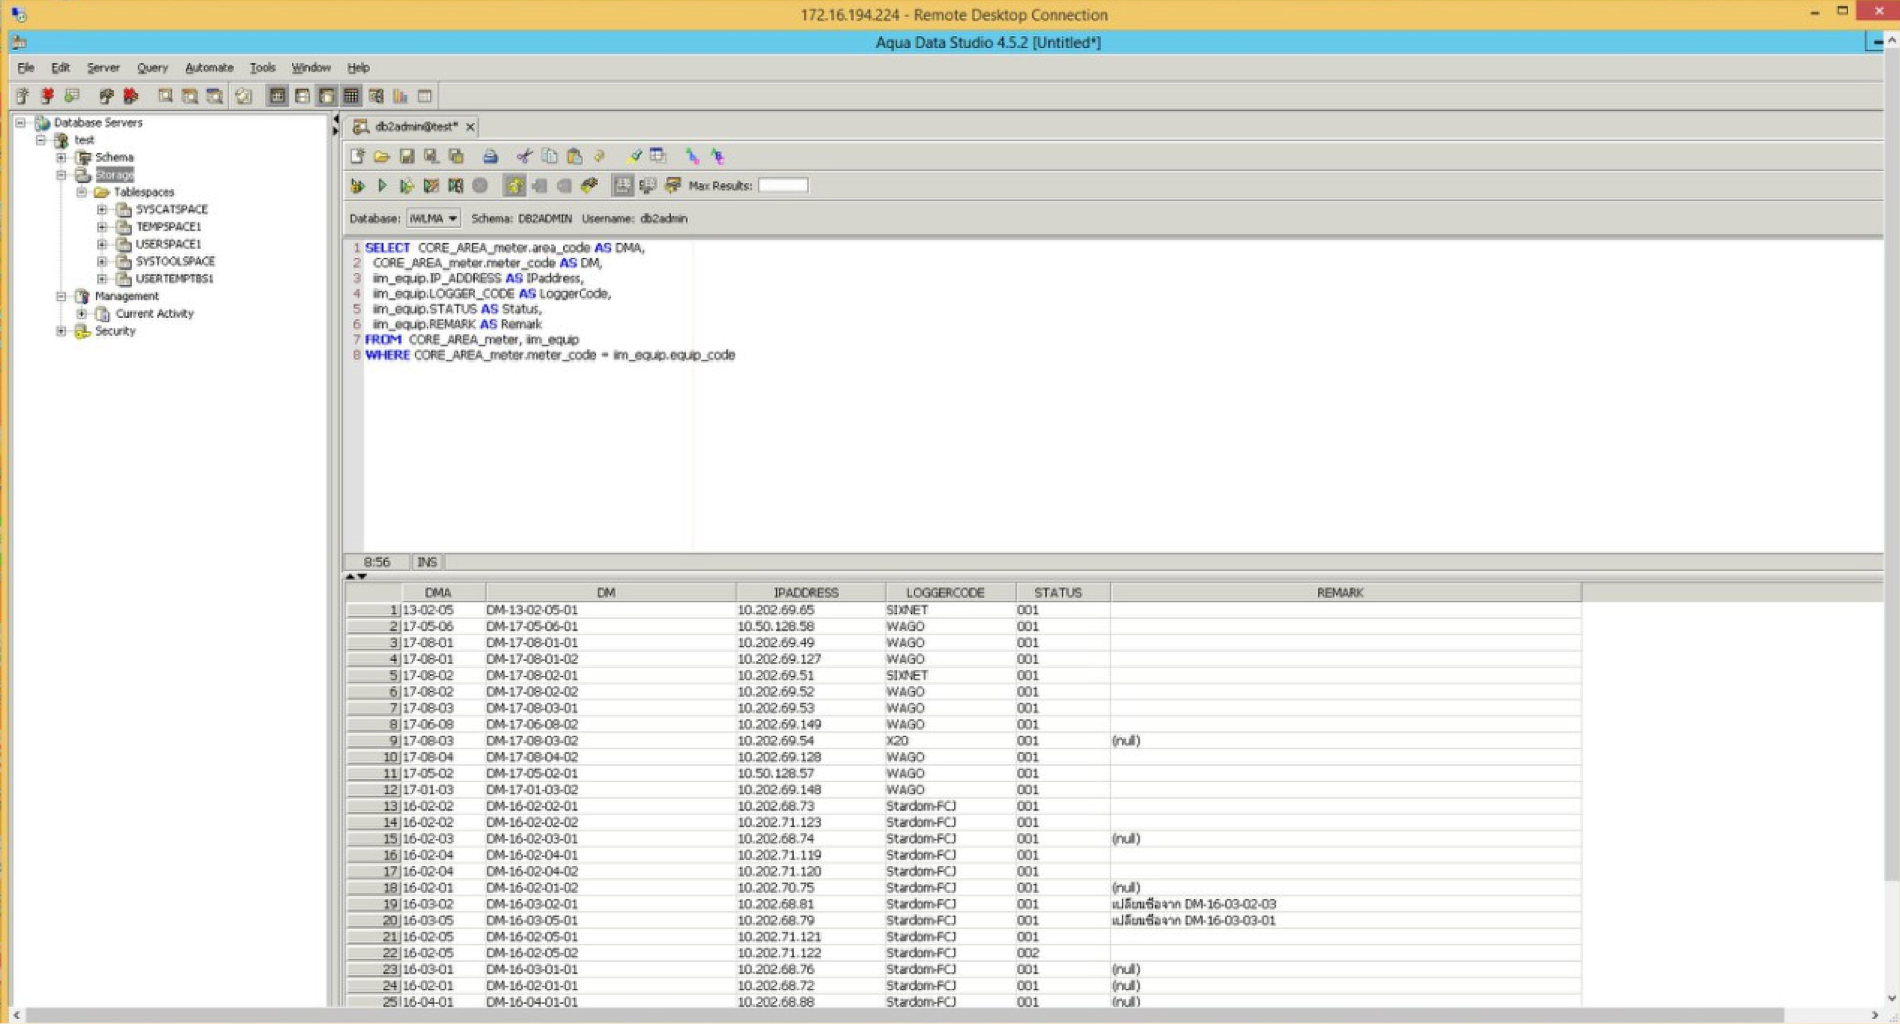 172.16.194.224 - Remote Desktop Connection
Aqua Data Studio 4.5.2 [Untitled*]
File Edit Server Query Automate Tools Window Help
Database Servers
test
Schema
Storage
Tablespaces
SYSCATSPACE
TEMPSPACE1
USERSPACE1
SYSTOOLSPACE
USERTEMPTBS1
Management
Current Activity
Security
db2admin@test*
Max Results:
Database: IWLMA Schema: DB2ADMIN Username: db2admin
1 SELECT CORE_AREA_meter.area_code AS DMA,
2 CORE_AREA_meter.meter_code AS DM,
3 iim_equip.IP_ADDRESS AS IPaddress,
4 iim_equip.LOGGER_CODE AS LoggerCode,
5 iim_equip.STATUS AS Status,
6 iim_equip.REMARK AS Remark
7 FROM CORE_AREA_meter, iim_equip
8 WHERE CORE_AREA_meter.meter_code = iim_equip.equip_code
8:56 INS
DMA DM IPADDRESS LOGGERCODE STATUS REMARK
1 13-02-05 DM-13-02-05-01 10.202.69.65 SIXNET 001
2 17-05-06 DM-17-05-06-01 10.50.128.58 WAGO 001
3 17-08-01 DM-17-08-01-01 10.202.69.49 WAGO 001
4 17-08-01 DM-17-08-01-02 10.202.69.127 WAGO 001
5 17-08-02 DM-17-08-02-01 10.202.69.51 SIXNET 001
6 17-08-02 DM-17-08-02-02 10.202.69.52 WAGO 001
7 17-08-03 DM-17-08-03-01 10.202.69.53 WAGO 001
8 17-06-08 DM-17-06-08-02 10.202.69.149 WAGO 001
9 17-08-03 DM-17-08-03-02 10.202.69.54 X20 001 (null)
10 17-08-04 DM-17-08-04-02 10.202.69.128 WAGO 001
11 17-05-02 DM-17-05-02-01 10.50.128.57 WAGO 001
12 17-01-03 DM-17-01-03-02 10.202.69.148 WAGO 001
13 16-02-02 DM-16-02-02-01 10.202.68.73 Stardom-FCJ 001
14 16-02-02 DM-16-02-02-02 10.202.71.123 Stardom-FCJ 001
15 16-02-03 DM-16-02-03-01 10.202.68.74 Stardom-FCJ 001 (null)
16 16-02-04 DM-16-02-04-01 10.202.71.119 Stardom-FCJ 001
17 16-02-04 DM-16-02-04-02 10.202.71.120 Stardom-FCJ 001
18 16-02-01 DM-16-02-01-02 10.202.70.75 Stardom-FCJ 001 (null)
19 16-03-02 DM-16-03-02-01 10.202.68.81 Stardom-FCJ 001 เปลี่ยนชื่อจาก DM-16-03-02-03
20 16-03-05 DM-16-03-05-01 10.202.68.79 Stardom-FCJ 001 เปลี่ยนชื่อจาก DM-16-03-03-01
21 16-02-05 DM-16-02-05-01 10.202.71.121 Stardom-FCJ 001
22 16-02-05 DM-16-02-05-02 10.202.71.122 Stardom-FCJ 002
23 16-03-01 DM-16-03-01-01 10.202.68.76 Stardom-FCJ 001 (null)
24 16-02-01 DM-16-02-01-01 10.202.68.72 Stardom-FCJ 001 (null)
25 16-04-01 DM-16-04-01-01 10.202.68.88 Stardom-FCJ 001 (null)